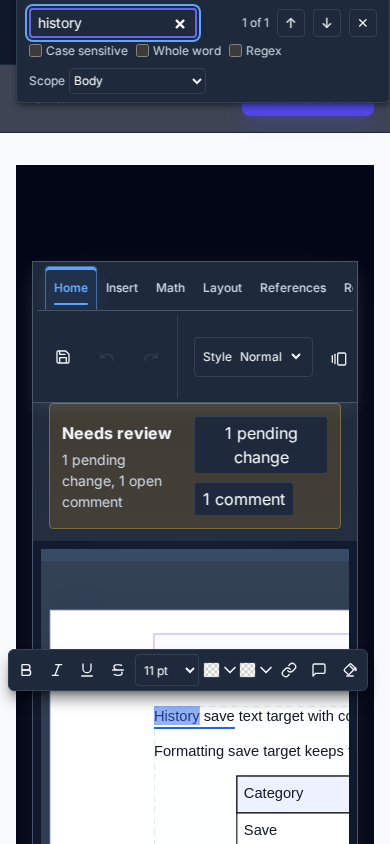 history
1 of 1
Case sensitive
Whole word
Regex
Scope Body
Home Insert Math Layout References
Style Normal
Needs review
1 pending
change, 1 open
comment
1 pending
change
1 comment
B I U S 11 pt
History save text target with
Formatting save target keeps
Category
Save